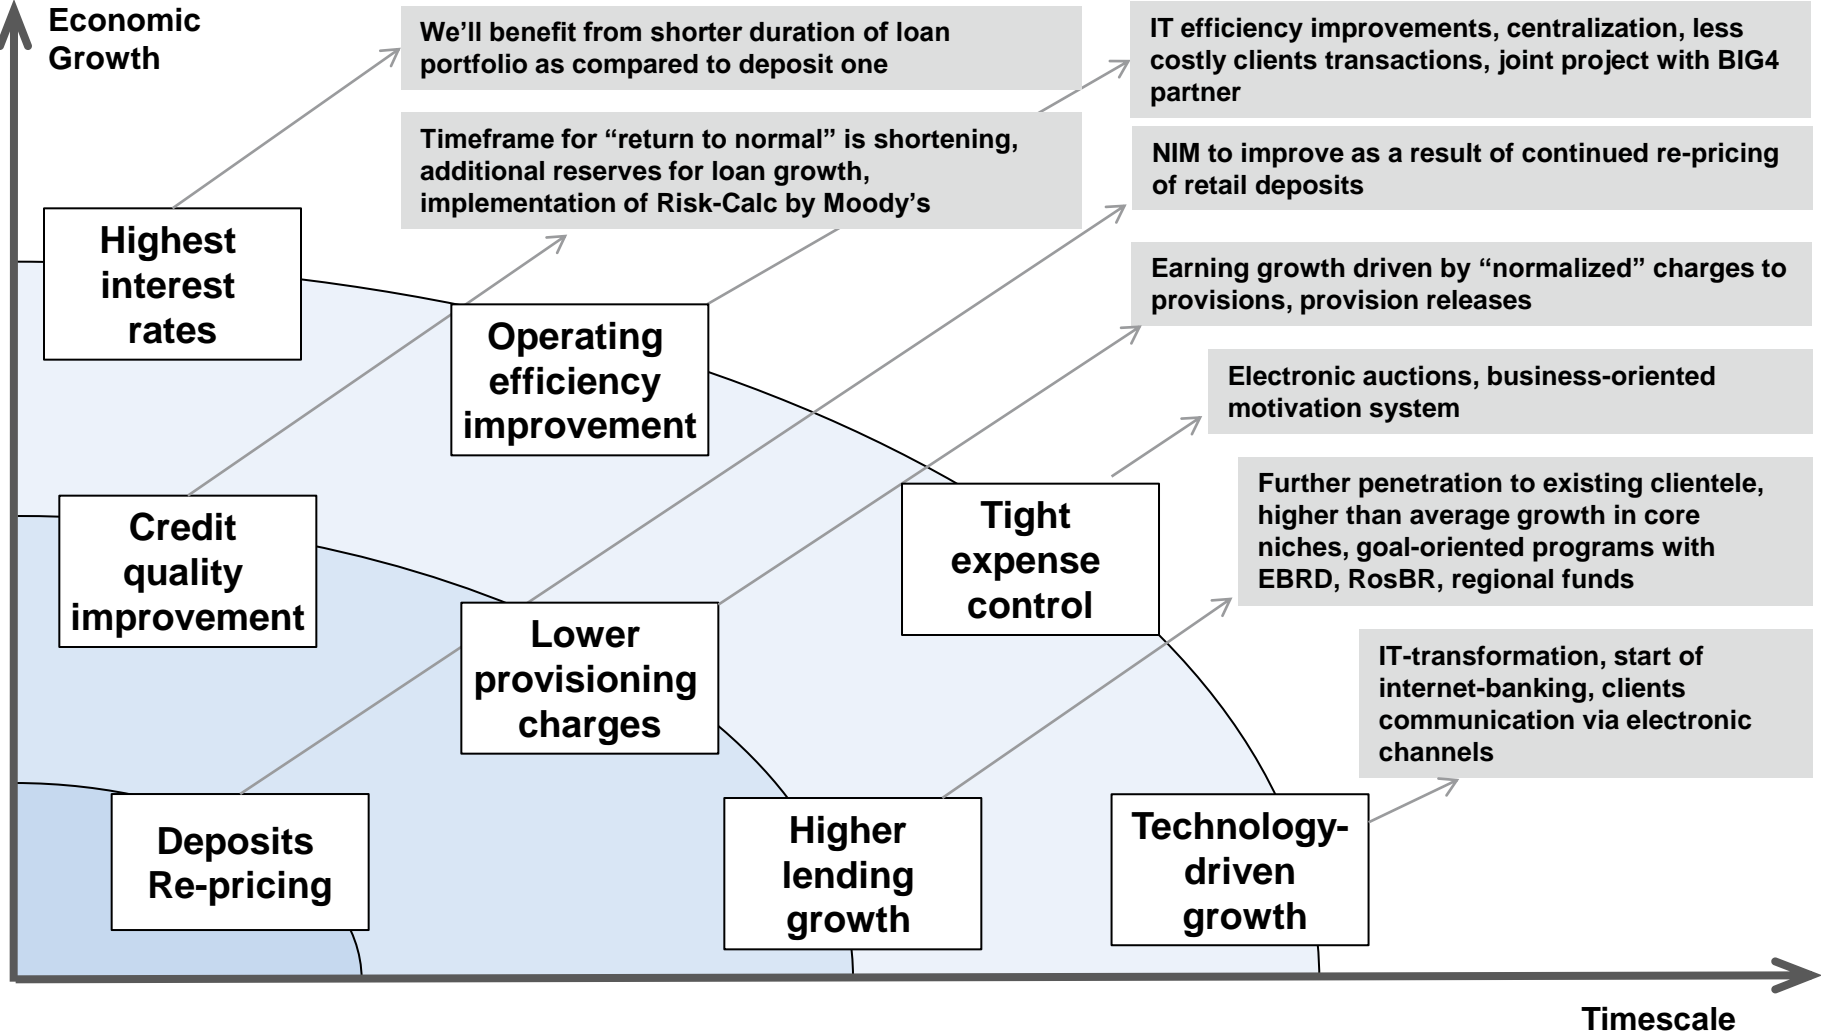 Economic
Growth
We’ll benefit from shorter duration of loan
portfolio as compared to deposit one
IT efficiency improvements, centralization, less
costly clients transactions, joint project with BIG4
partner
Timeframe for “return to normal” is shortening,
additional reserves for loan growth,
implementation of Risk-Calc by Moody’s
NIM to improve as a result of continued re-pricing
of retail deposits
Highest
interest
rates
Earning growth driven by “normalized” charges to
provisions, provision releases
Operating
efficiency
improvement
Electronic auctions, business-oriented
motivation system
Further penetration to existing clientele,
higher than average growth in core
niches, goal-oriented programs with
EBRD, RosBR, regional funds
Credit
quality
improvement
Tight
expense
control
Lower
provisioning
charges
IT-transformation, start of
internet-banking, clients
communication via electronic
channels
Deposits
Re-pricing
Higher
lending
growth
Technology-
driven
growth
Timescale